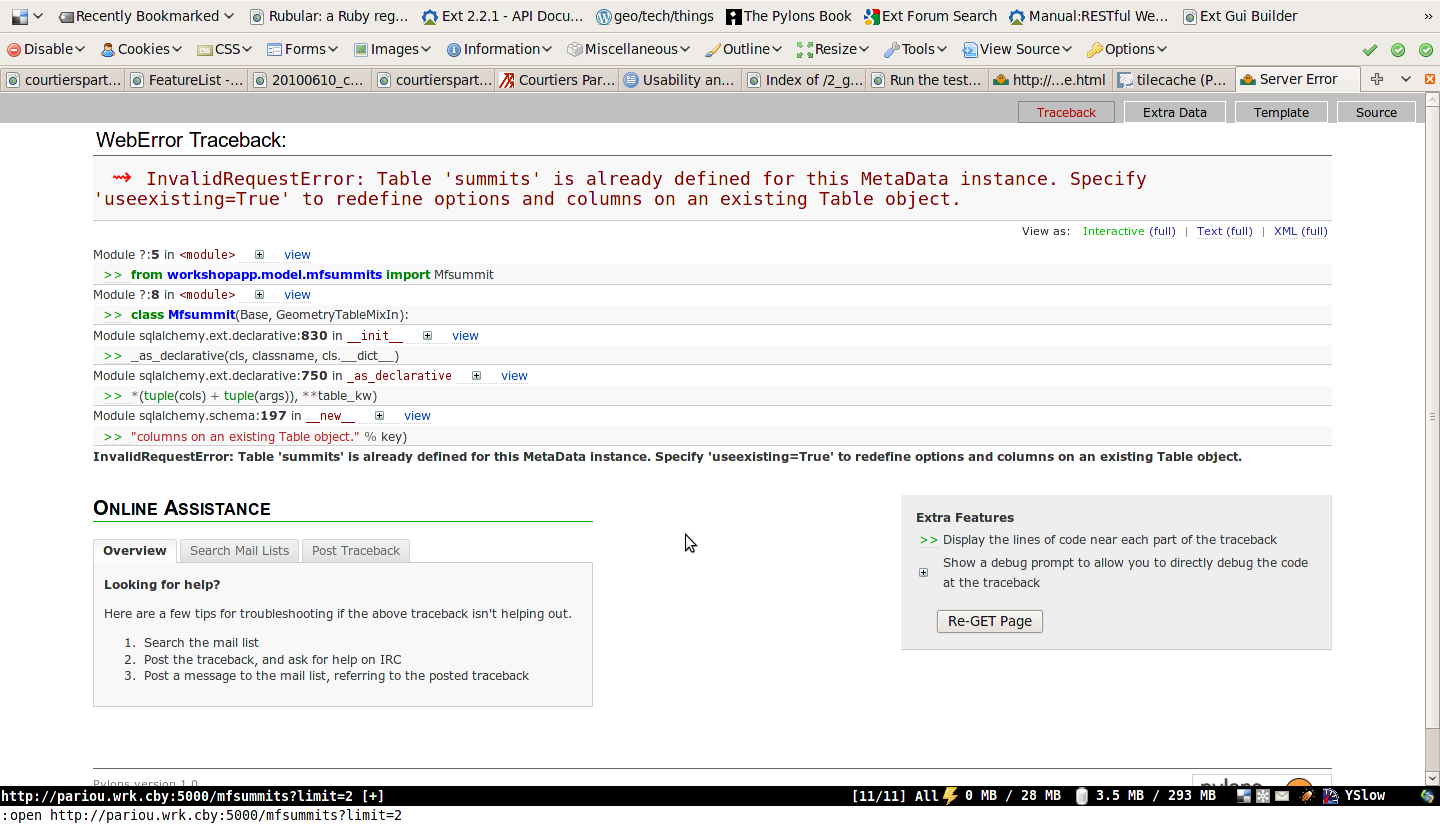 Recently Bookmarked Rubular: a Ruby reg... Ext 2.2.1 - API Docu... geo/tech/things The Pylons Book Ext Forum Search Manual:RESTful We... Ext Gui Builder »
Disable Cookies CSS Forms Images Information Miscellaneous Outline Resize Tools View Source Options
courtierspart... FeatureList -... 20100610_c... courtierspart... Courtiers Par... Usability an... Index of /2_g... Run the test... http://...e.html tilecache (P... Server Error
Traceback Extra Data Template Source
WebError Traceback:
⇝ InvalidRequestError: Table 'summits' is already defined for this MetaData instance. Specify
'useexisting=True' to redefine options and columns on an existing Table object.
View as: Interactive (full) | Text (full) | XML (full)
Module ?:5 in <module> view
>> from workshopapp.model.mfsummits import Mfsummit
Module ?:8 in <module> view
>> class Mfsummit(Base, GeometryTableMixIn):
Module sqlalchemy.ext.declarative:830 in __init__ view
>> _as_declarative(cls, classname, cls.__dict__)
Module sqlalchemy.ext.declarative:750 in _as_declarative view
>> *(tuple(cols) + tuple(args)), **table_kw)
Module sqlalchemy.schema:197 in __new__ view
>> "columns on an existing Table object." % key)
InvalidRequestError: Table 'summits' is already defined for this MetaData instance. Specify 'useexisting=True' to redefine options and columns on an existing Table object.
ONLINE ASSISTANCE
Overview Search Mail Lists Post Traceback
Looking for help?
Here are a few tips for troubleshooting if the above traceback isn't helping out.
1. Search the mail list
2. Post the traceback, and ask for help on IRC
3. Post a message to the mail list, referring to the posted traceback
Extra Features
>> Display the lines of code near each part of the traceback
Show a debug prompt to allow you to directly debug the code
at the traceback
Re-GET Page
Pylons version 1.0
pylons
http://pariou.wrk.cby:5000/mfsummits?limit=2 [+] [11/11] All 0 MB / 28 MB 3.5 MB / 293 MB YSlow
:open http://pariou.wrk.cby:5000/mfsummits?limit=2